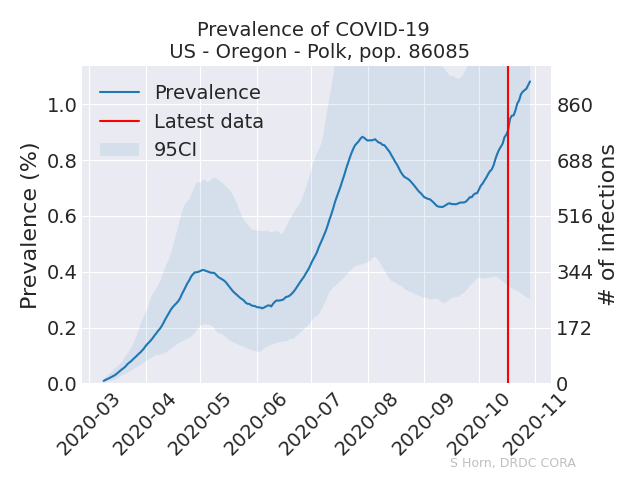 Prevalence of COVID-19
US - Oregon - Polk, pop. 86085
Prevalence
Latest data
95CI
Prevalence (%)
1.0
0.8
0.6
0.4
0.2
0.0
860
688
516
344
172
0
# of infections
2020-03
2020-04
2020-05
2020-06
2020-07
2020-08
2020-09
2020-10
2020-11
S Horn, DRDC CORA